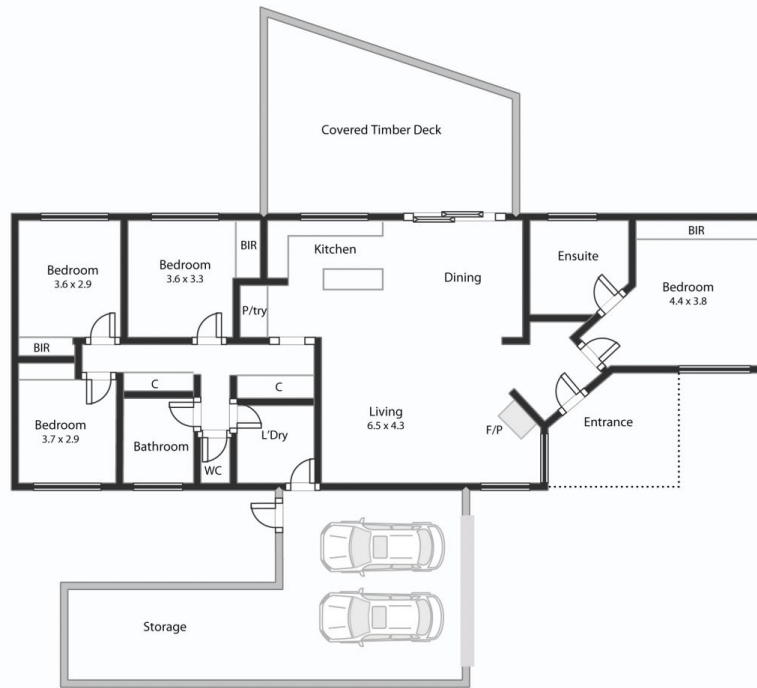 Covered Timber Deck
BIR
Kitchen
BIR
Ensuite
Bedroom
3.6 x 2.9
Bedroom
3.6 x 3.3
Dining
Bedroom
4.4 x 3.8
P/try
BIR
C
C
Bedroom
3.7 x 2.9
Living
6.5 x 4.3
Entrance
F/P
Bathroom
L'Dry
WC
Storage